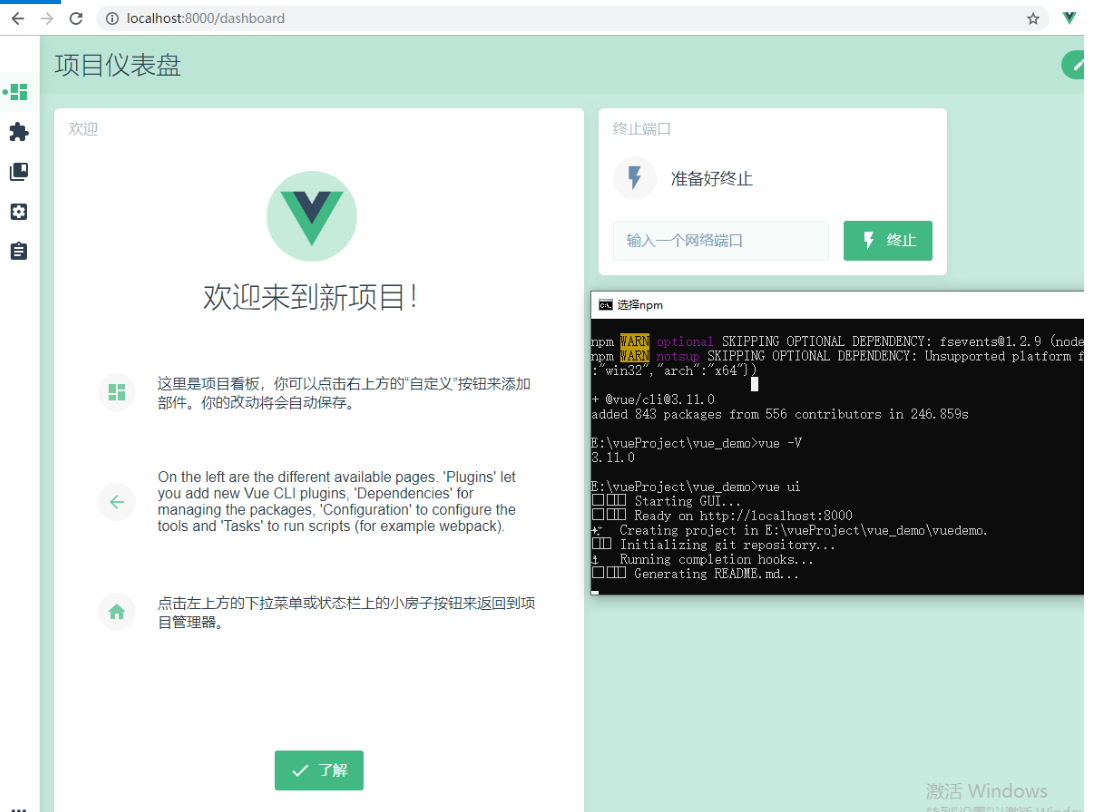 localhost:8000/dashboard
项目仪表盘
欢迎
欢迎来到新项目！
这里是项目看板，你可以点击右上方的“自定义”按钮来添加
部件。你的改动将会自动保存。
On the left are the different available pages. 'Plugins' let
you add new Vue CLI plugins, 'Dependencies' for
managing the packages, 'Configuration' to configure the
tools and 'Tasks' to run scripts (for example webpack).
点击左上方的下拉菜单或状态栏上的小房子按钮来返回到项
目管理器。
了解
终止端口
准备好终止
输入一个网络端口
终止
选择npm
npm WARN optional SKIPPING OPTIONAL DEPENDENCY: fsevents@1.2.9 (node
npm WARN notsup SKIPPING OPTIONAL DEPENDENCY: Unsupported platform f
:"win32","arch":"x64"})
+ @vue/cli@3.11.0
added 843 packages from 556 contributors in 246.859s
E:\vueProject\vue_demo>vue -V
3.11.0
E:\vueProject\vue_demo>vue ui
Starting GUI...
Ready on http://localhost:8000
Creating project in E:\vueProject\vue_demo\vuedemo.
Initializing git repository...
Running completion hooks...
Generating README.md...
激活 Windows